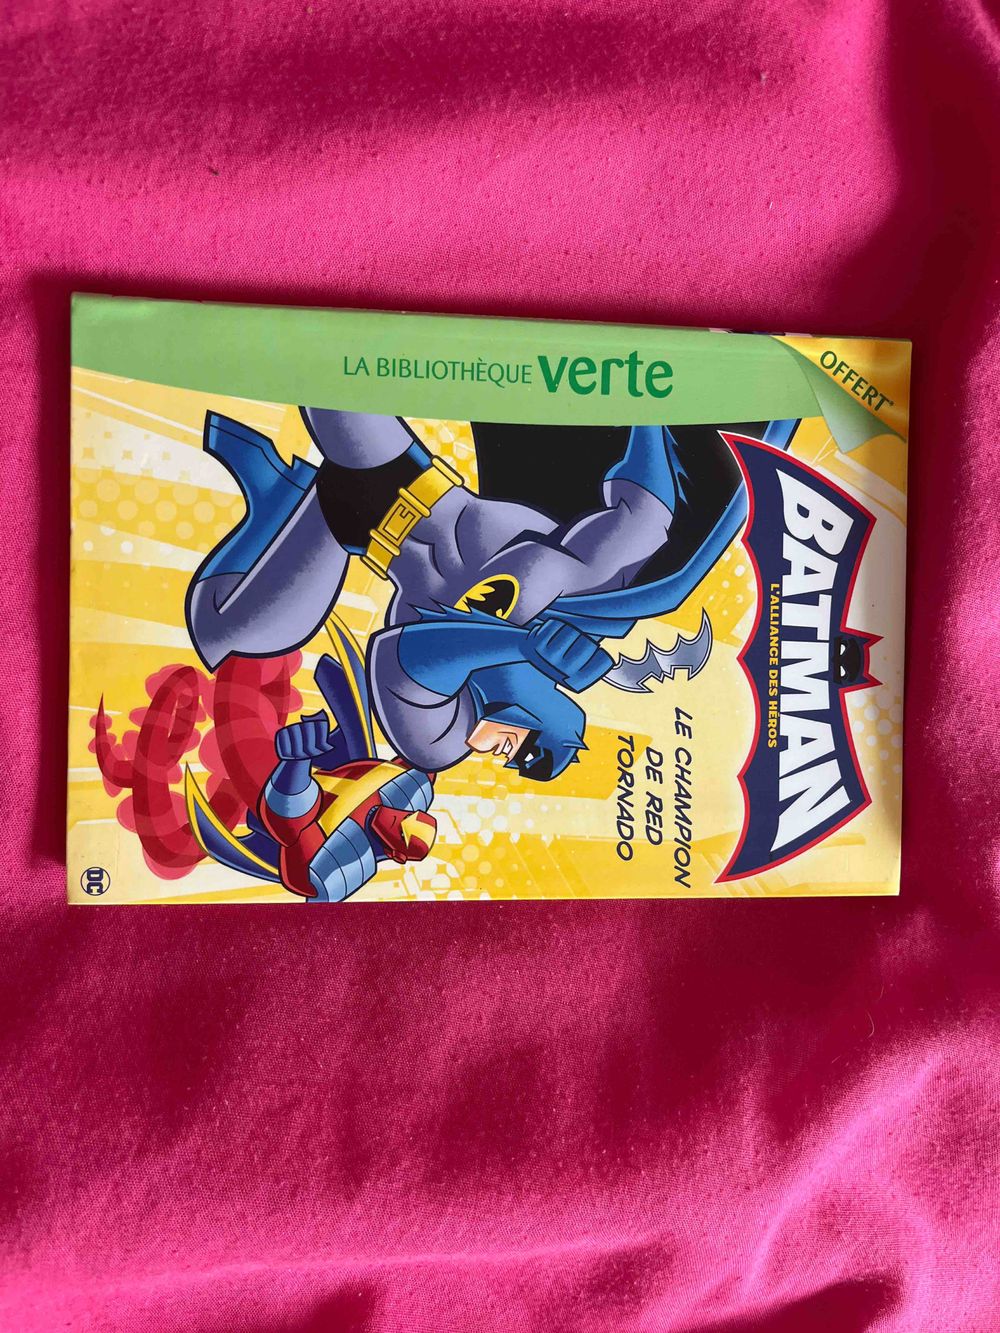 LA BIBLIOTHÈQUE verte
OFFERT*
BATMAN
L'ALLIANCE DES HÉROS
LE CHAMPION
DE RED
TORNADO
DC